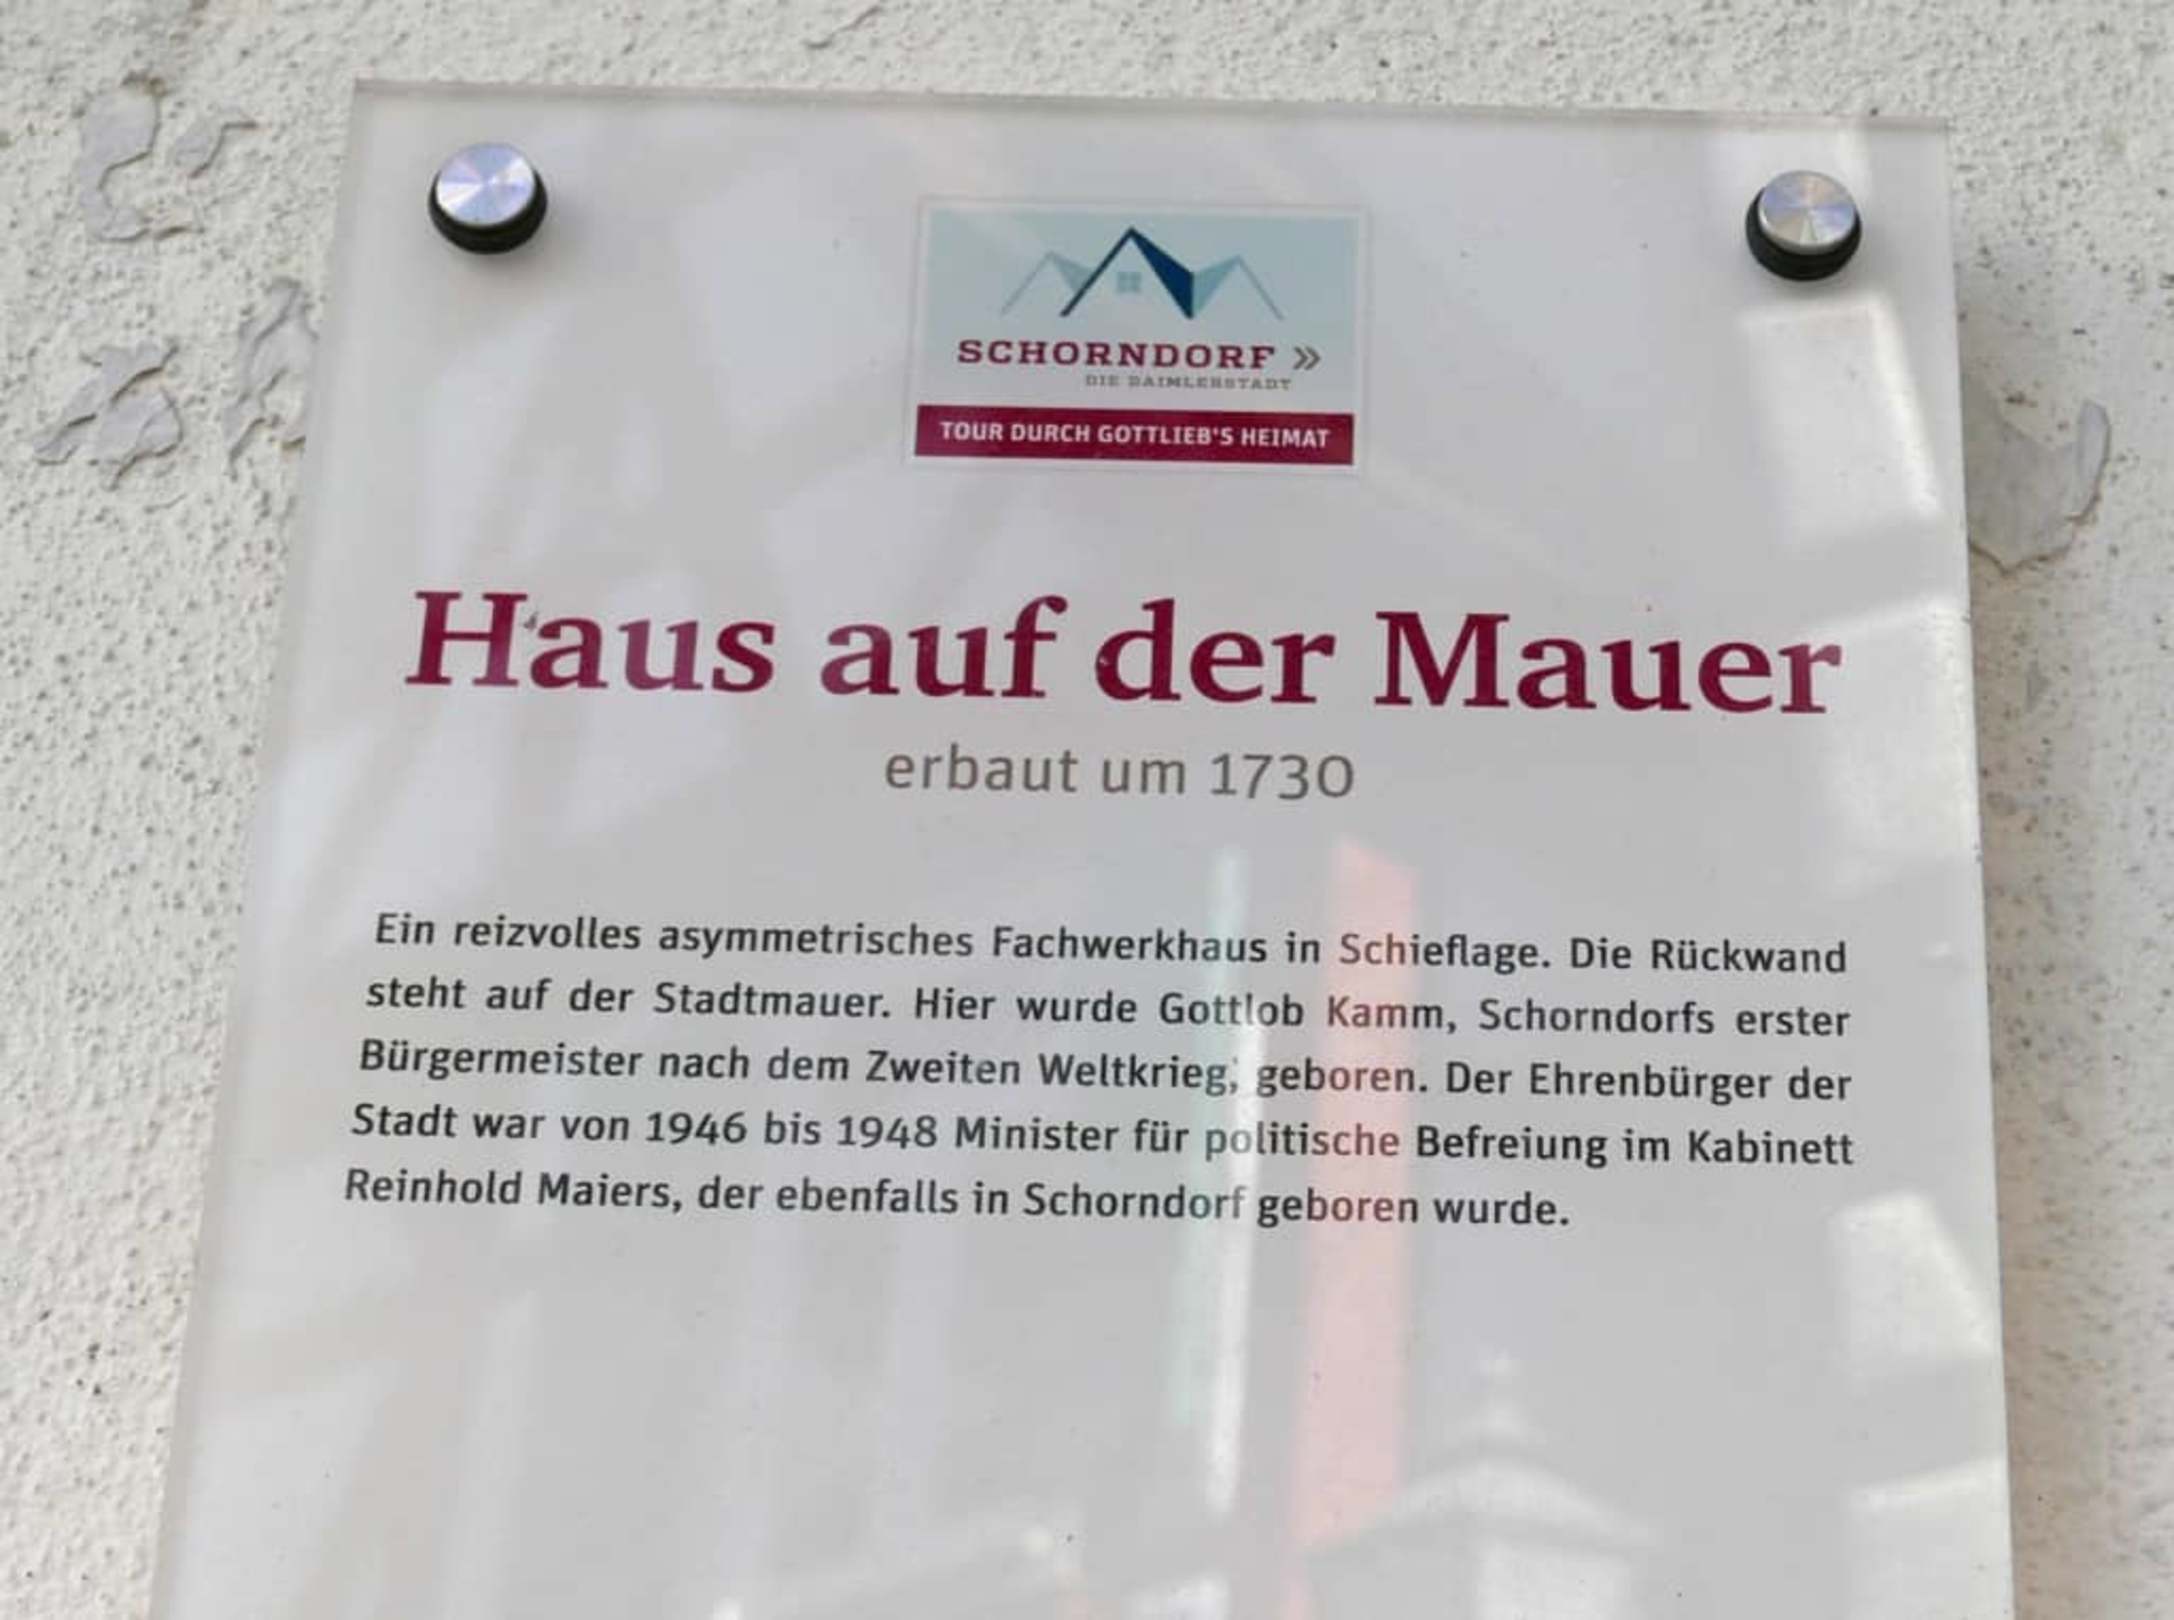 SCHORNDORF »
DIE DAIMLERSTADT
TOUR DURCH GOTTLIEB'S HEIMAT
Haus auf der Mauer
erbaut um 1730
Ein reizvolles asymmetrisches Fachwerkhaus in Schieflage. Die Rückwand
steht auf der Stadtmauer. Hier wurde Gottlob Kamm, Schorndorfs erster
Bürgermeister nach dem Zweiten Weltkrieg, geboren. Der Ehrenbürger der
Stadt war von 1946 bis 1948 Minister für politische Befreiung im Kabinett
Reinhold Maiers, der ebenfalls in Schorndorf geboren wurde.